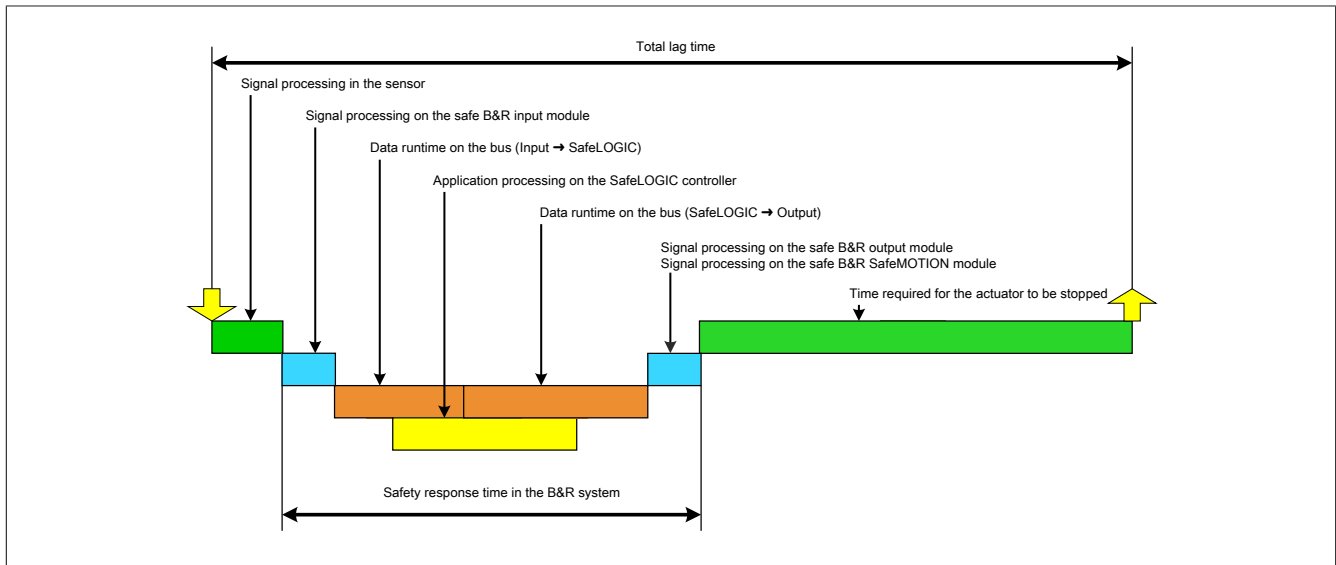 Total lag time
Signal processing in the sensor
Signal processing on the safe B&R input module
Data runtime on the bus (Input → SafeLOGIC)
Application processing on the SafeLOGIC controller
Data runtime on the bus (SafeLOGIC → Output)
Signal processing on the safe B&R output module
Signal processing on the safe B&R SafeMOTION module
Time required for the actuator to be stopped
Safety response time in the B&R system